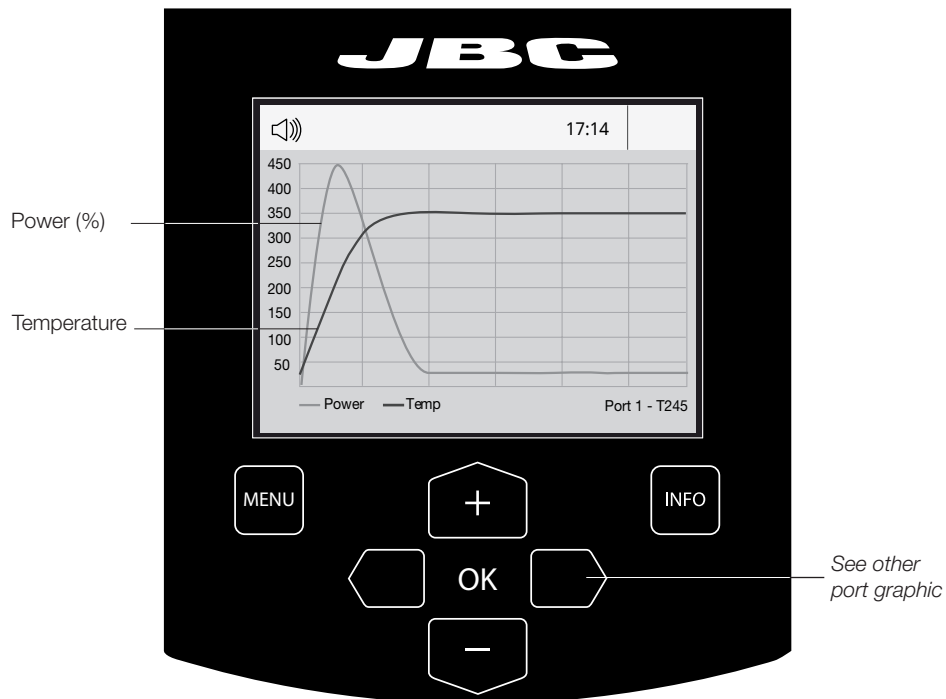 JBC
17:14
450
400
350
300
250
200
150
100
50
Power (%)
Temperature
Power Temp Port 1 - T245
MENU
+
INFO
OK
See other
port graphic
−